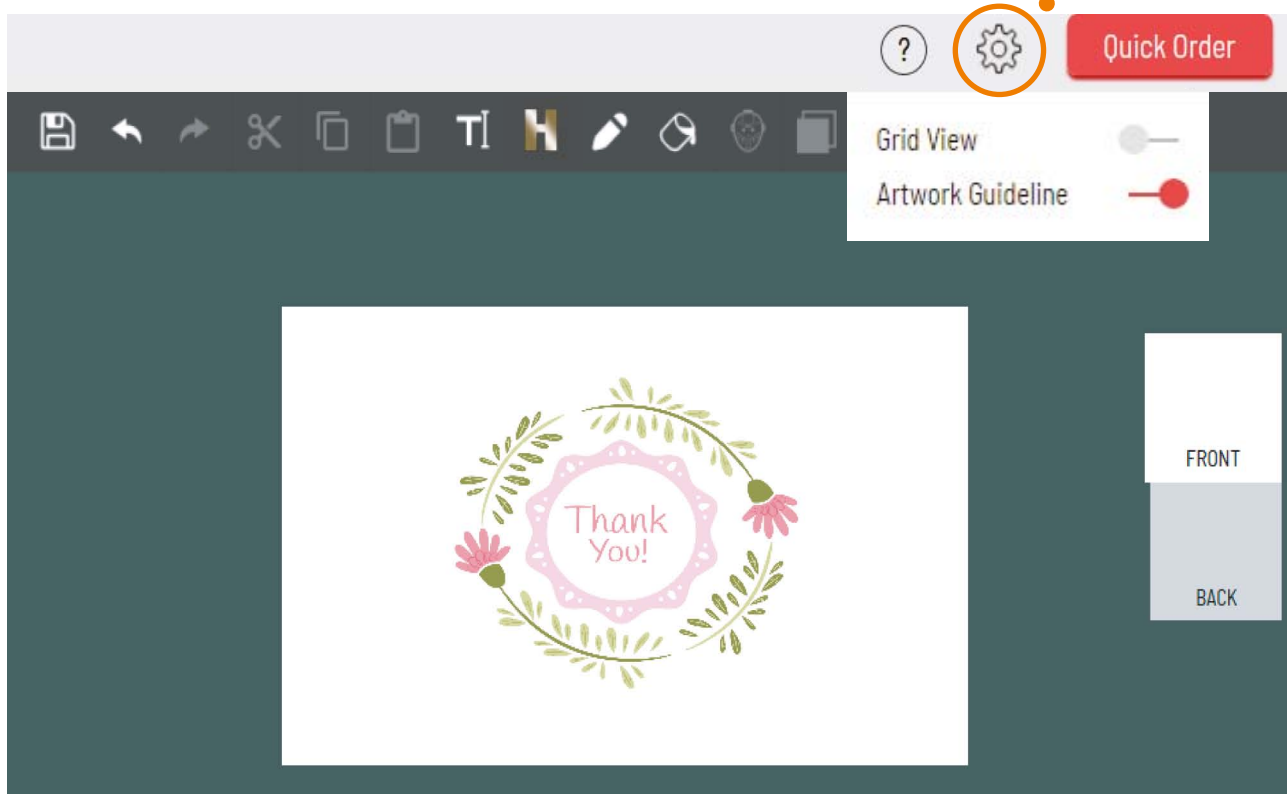 ?
Quick Order
T
H
Grid View
Artwork Guideline
Thank
You!
FRONT
BACK